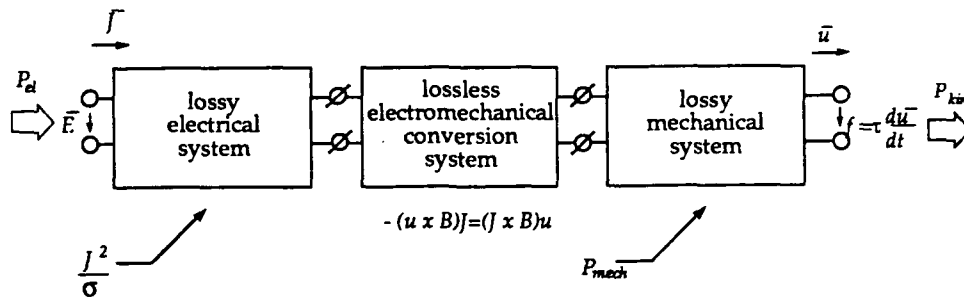 J̄
ū
P_el
Ē
lossy
electrical
system
lossless
electromechanical
conversion
system
lossy
mechanical
system
f = τ dū/dt
P_kin
- (u x B)J=(J x B)u
J²/σ
P_mech